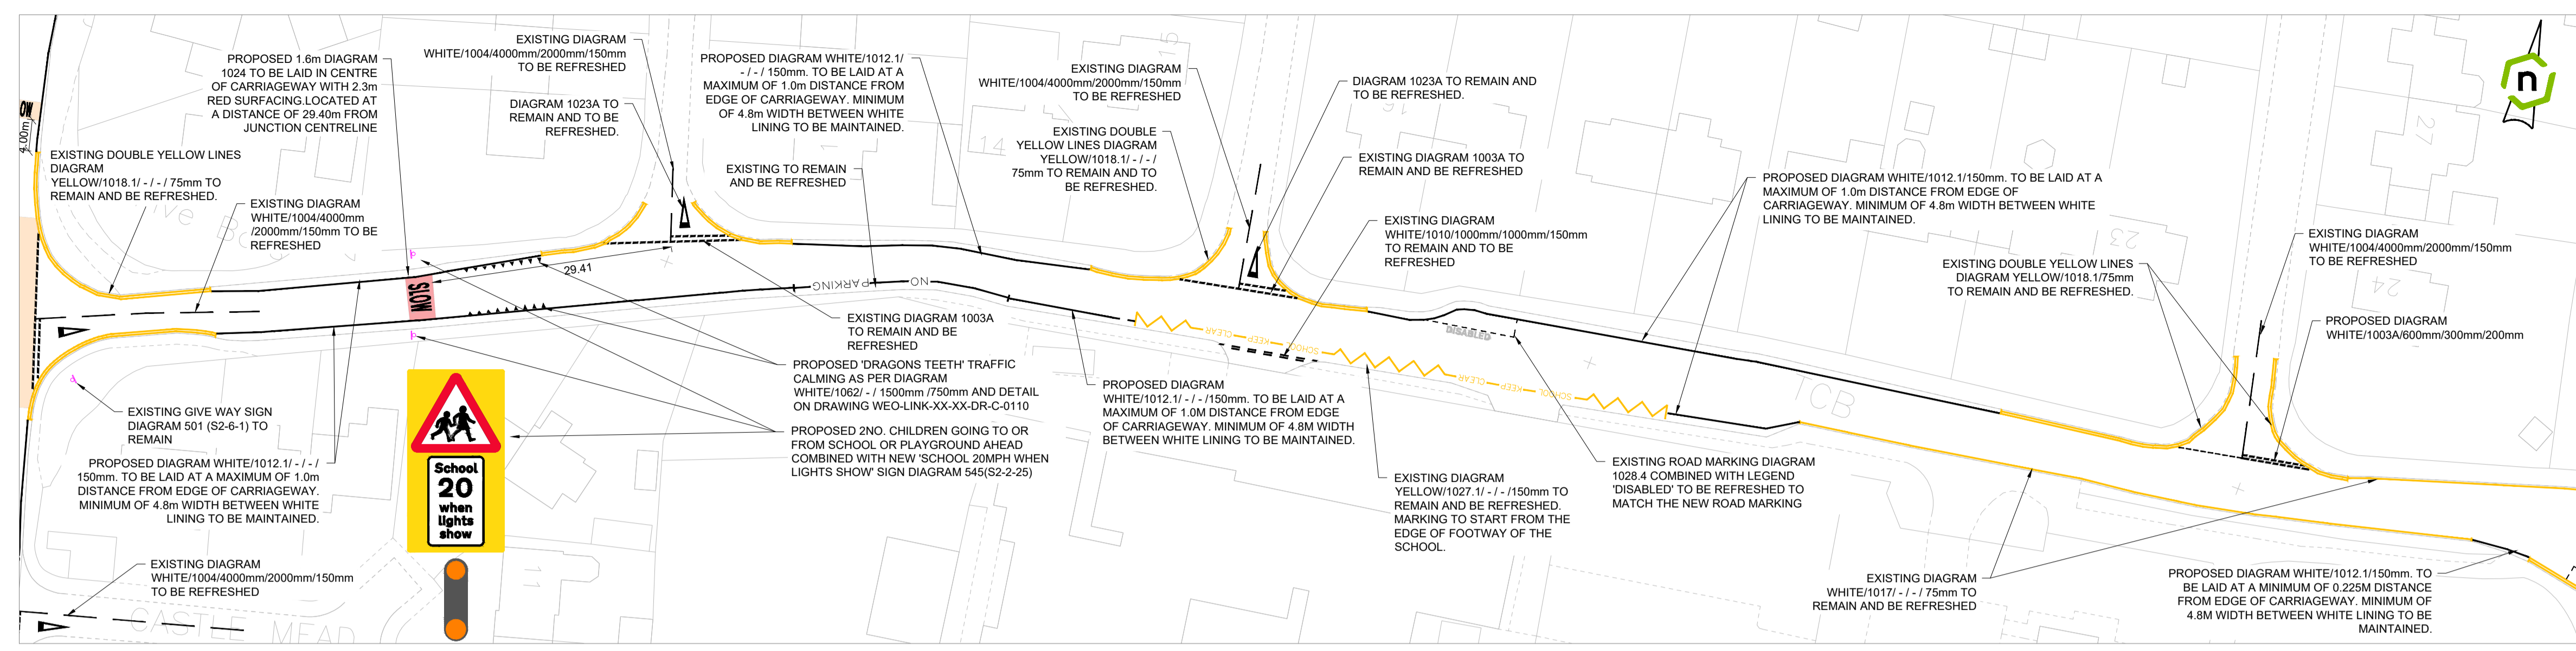 PROPOSED 1.6m DIAGRAM
1024 TO BE LAID IN CENTRE
OF CARRIAGEWAY WITH 2.3m
RED SURFACING.LOCATED AT
A DISTANCE OF 29.40m FROM
JUNCTION CENTRELINE
EXISTING DIAGRAM
WHITE/1004/4000mm/2000mm/150mm
TO BE REFRESHED
DIAGRAM 1023A TO
REMAIN AND TO BE
REFRESHED.
PROPOSED DIAGRAM WHITE/1012.1/
- / - / 150mm. TO BE LAID AT A
MAXIMUM OF 1.0m DISTANCE FROM
EDGE OF CARRIAGEWAY. MINIMUM
OF 4.8m WIDTH BETWEEN WHITE
LINING TO BE MAINTAINED.
EXISTING TO REMAIN
AND BE REFRESHED
15
14
EXISTING DIAGRAM
WHITE/1004/4000mm/2000mm/150mm
TO BE REFRESHED
EXISTING DOUBLE
YELLOW LINES DIAGRAM
YELLOW/1018.1/ - / - /
75mm TO REMAIN AND TO
BE REFRESHED.
DIAGRAM 1023A TO REMAIN AND
TO BE REFRESHED.
16
EXISTING DIAGRAM 1003A TO
REMAIN AND BE REFRESHED
EXISTING DIAGRAM
WHITE/1010/1000mm/1000mm/150mm
TO REMAIN AND TO BE
REFRESHED
PROPOSED DIAGRAM WHITE/1012.1/150mm. TO BE LAID AT A
MAXIMUM OF 1.0m DISTANCE FROM EDGE OF
CARRIAGEWAY. MINIMUM OF 4.8m WIDTH BETWEEN WHITE
LINING TO BE MAINTAINED.
23
EXISTING DOUBLE YELLOW LINES
DIAGRAM YELLOW/1018.1/75mm
TO REMAIN AND BE REFRESHED.
27
n
EXISTING DIAGRAM
WHITE/1004/4000mm/2000mm/150mm
TO BE REFRESHED
24
PROPOSED DIAGRAM
WHITE/1003A/600mm/300mm/200mm
4.00m
EXISTING DOUBLE YELLOW LINES
DIAGRAM
YELLOW/1018.1/ - / - / 75mm TO
REMAIN AND BE REFRESHED.
EXISTING DIAGRAM
WHITE/1004/4000mm
/2000mm/150mm TO BE
REFRESHED
SLOW
29.41
NO PARKING
EXISTING DIAGRAM 1003A
TO REMAIN AND BE
REFRESHED
PROPOSED 'DRAGONS TEETH' TRAFFIC
CALMING AS PER DIAGRAM
WHITE/1062/ - / 1500mm /750mm AND DETAIL
ON DRAWING WEO-LINK-XX-XX-DR-C-0110
PROPOSED 2NO. CHILDREN GOING TO OR
FROM SCHOOL OR PLAYGROUND AHEAD
COMBINED WITH NEW 'SCHOOL 20MPH WHEN
LIGHTS SHOW' SIGN DIAGRAM 545(S2-2-25)
SCHOOL KEEP CLEAR
DISABLED
SCHOOL KEEP CLEAR
TCB
PROPOSED DIAGRAM
WHITE/1012.1/ - / - /150mm. TO BE LAID AT A
MAXIMUM OF 1.0M DISTANCE FROM EDGE
OF CARRIAGEWAY. MINIMUM OF 4.8M WIDTH
BETWEEN WHITE LINING TO BE MAINTAINED.
EXISTING DIAGRAM
YELLOW/1027.1/ - / - /150mm TO
REMAIN AND BE REFRESHED.
MARKING TO START FROM THE
EDGE OF FOOTWAY OF THE
SCHOOL.
EXISTING ROAD MARKING DIAGRAM
1028.4 COMBINED WITH LEGEND
'DISABLED' TO BE REFRESHED TO
MATCH THE NEW ROAD MARKING
EXISTING DIAGRAM
WHITE/1017/ - / - / 75mm TO
REMAIN AND BE REFRESHED
PROPOSED DIAGRAM WHITE/1012.1/150mm. TO
BE LAID AT A MINIMUM OF 0.225M DISTANCE
FROM EDGE OF CARRIAGEWAY. MINIMUM OF
4.8M WIDTH BETWEEN WHITE LINING TO BE
MAINTAINED.
EXISTING GIVE WAY SIGN
DIAGRAM 501 (S2-6-1) TO
REMAIN
PROPOSED DIAGRAM WHITE/1012.1/ - / - /
150mm. TO BE LAID AT A MAXIMUM OF 1.0m
DISTANCE FROM EDGE OF CARRIAGEWAY.
MINIMUM OF 4.8m WIDTH BETWEEN WHITE
LINING TO BE MAINTAINED.
School
20
when
lights
show
11
EXISTING DIAGRAM
WHITE/1004/4000mm/2000mm/150mm
TO BE REFRESHED
CASTLE MEAD